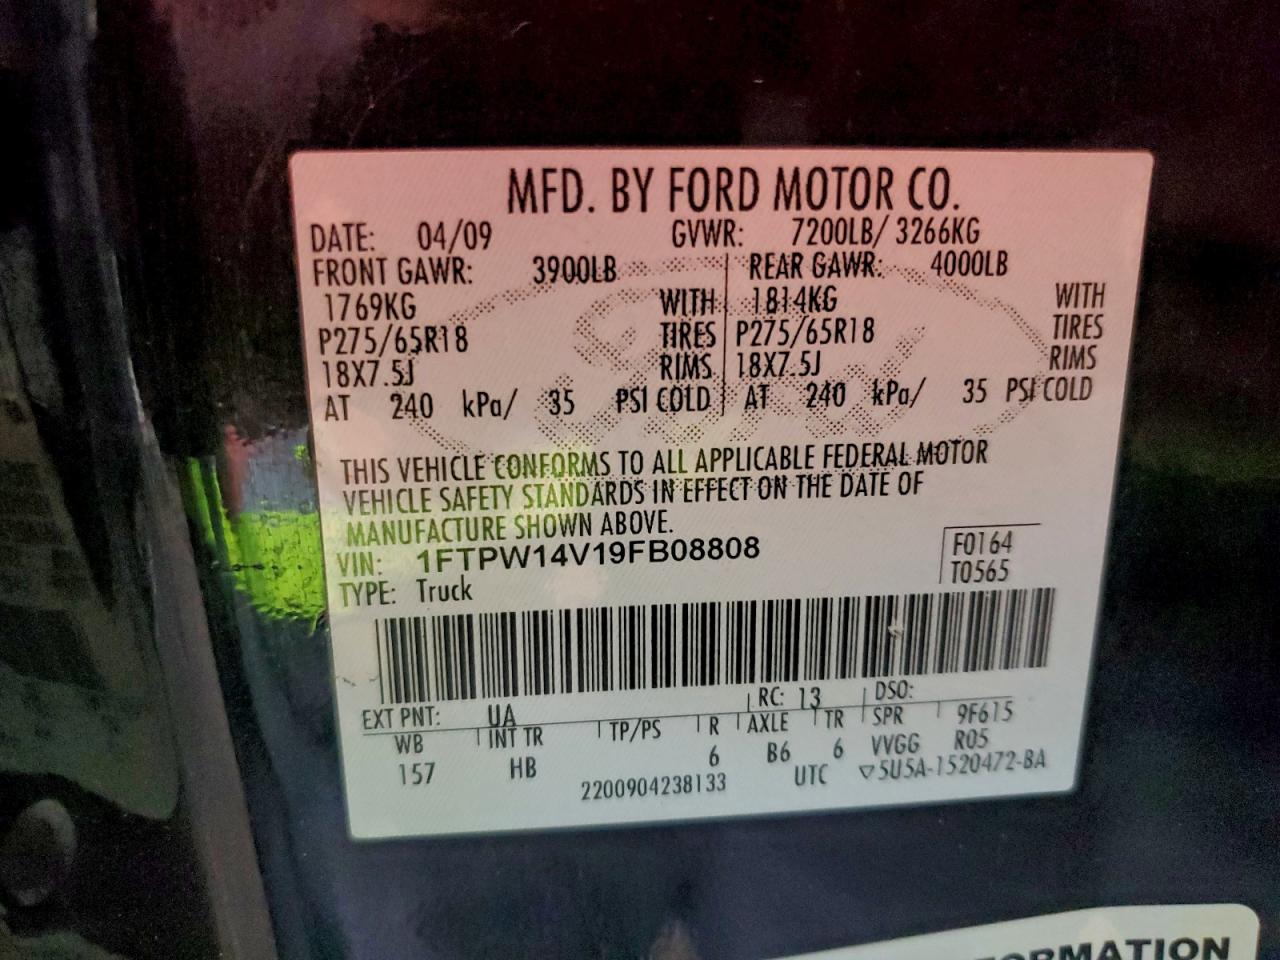 MFD. BY FORD MOTOR CO.
DATE: 04/09 GVWR: 7200LB/ 3266KG
FRONT GAWR: 3900LB REAR GAWR: 4000LB
1769KG WITH 1814KG WITH
P275/65R18 TIRES P275/65R18 TIRES
18X7.5J RIMS 18X7.5J RIMS
AT 240 kPa/ 35 PSI COLD AT 240 kPa/ 35 PSI COLD
THIS VEHICLE CONFORMS TO ALL APPLICABLE FEDERAL MOTOR
VEHICLE SAFETY STANDARDS IN EFFECT ON THE DATE OF
MANUFACTURE SHOWN ABOVE.
VIN: 1FTPW14V19FB08808
F0164
T0565
TYPE: Truck
EXT PNT: UA RC: 13 DSO:
WB INT TR TP/PS R AXLE TR SPR 9F615
157 HB 6 B6 6 VVGG R05
2200904238133 UTC ▽5U5A-1520472-BA
ORMATION